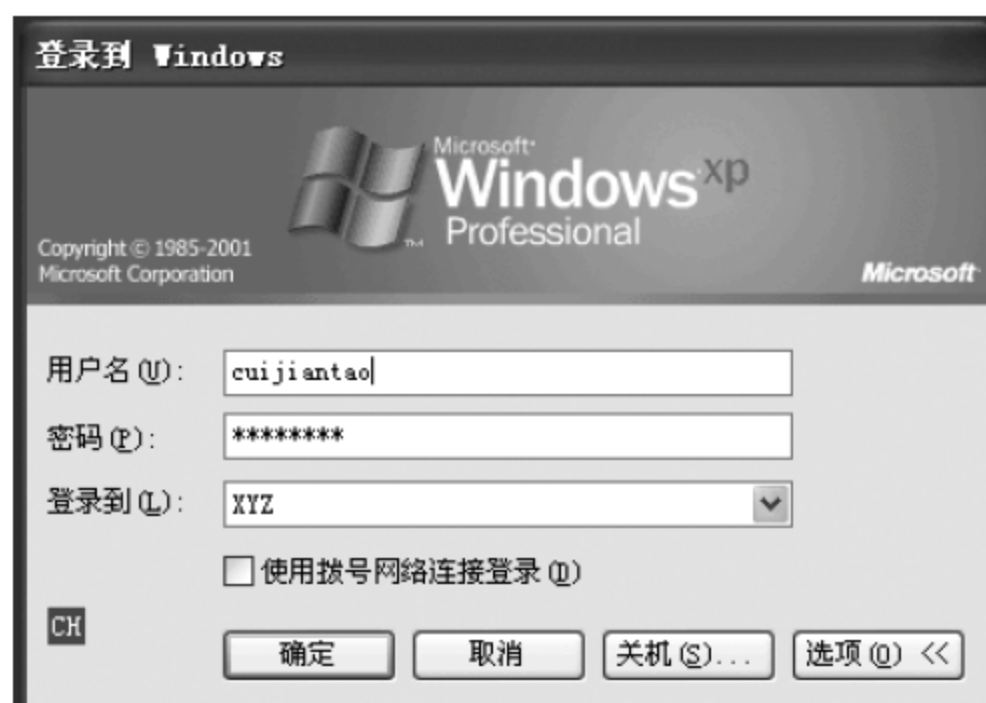 登录到 Windows
Microsoft®
Windows xp
Professional
TM
Copyright © 1985-2001
Microsoft Corporation
Microsoft
用户名(U): cuijiantao
密码(P): ********
登录到(L): XYZ
使用拨号网络连接登录(D)
CH
确定 取消 关机(S)... 选项(O) <<